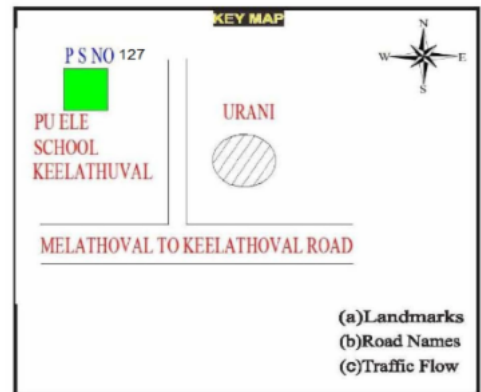 KEY MAP
N
W E
S
P S NO 127
PU ELE
SCHOOL
KEELATHUVAL
URANI
MELATHOVAL TO KEELATHOVAL ROAD
(a)Landmarks
(b)Road Names
(c)Traffic Flow